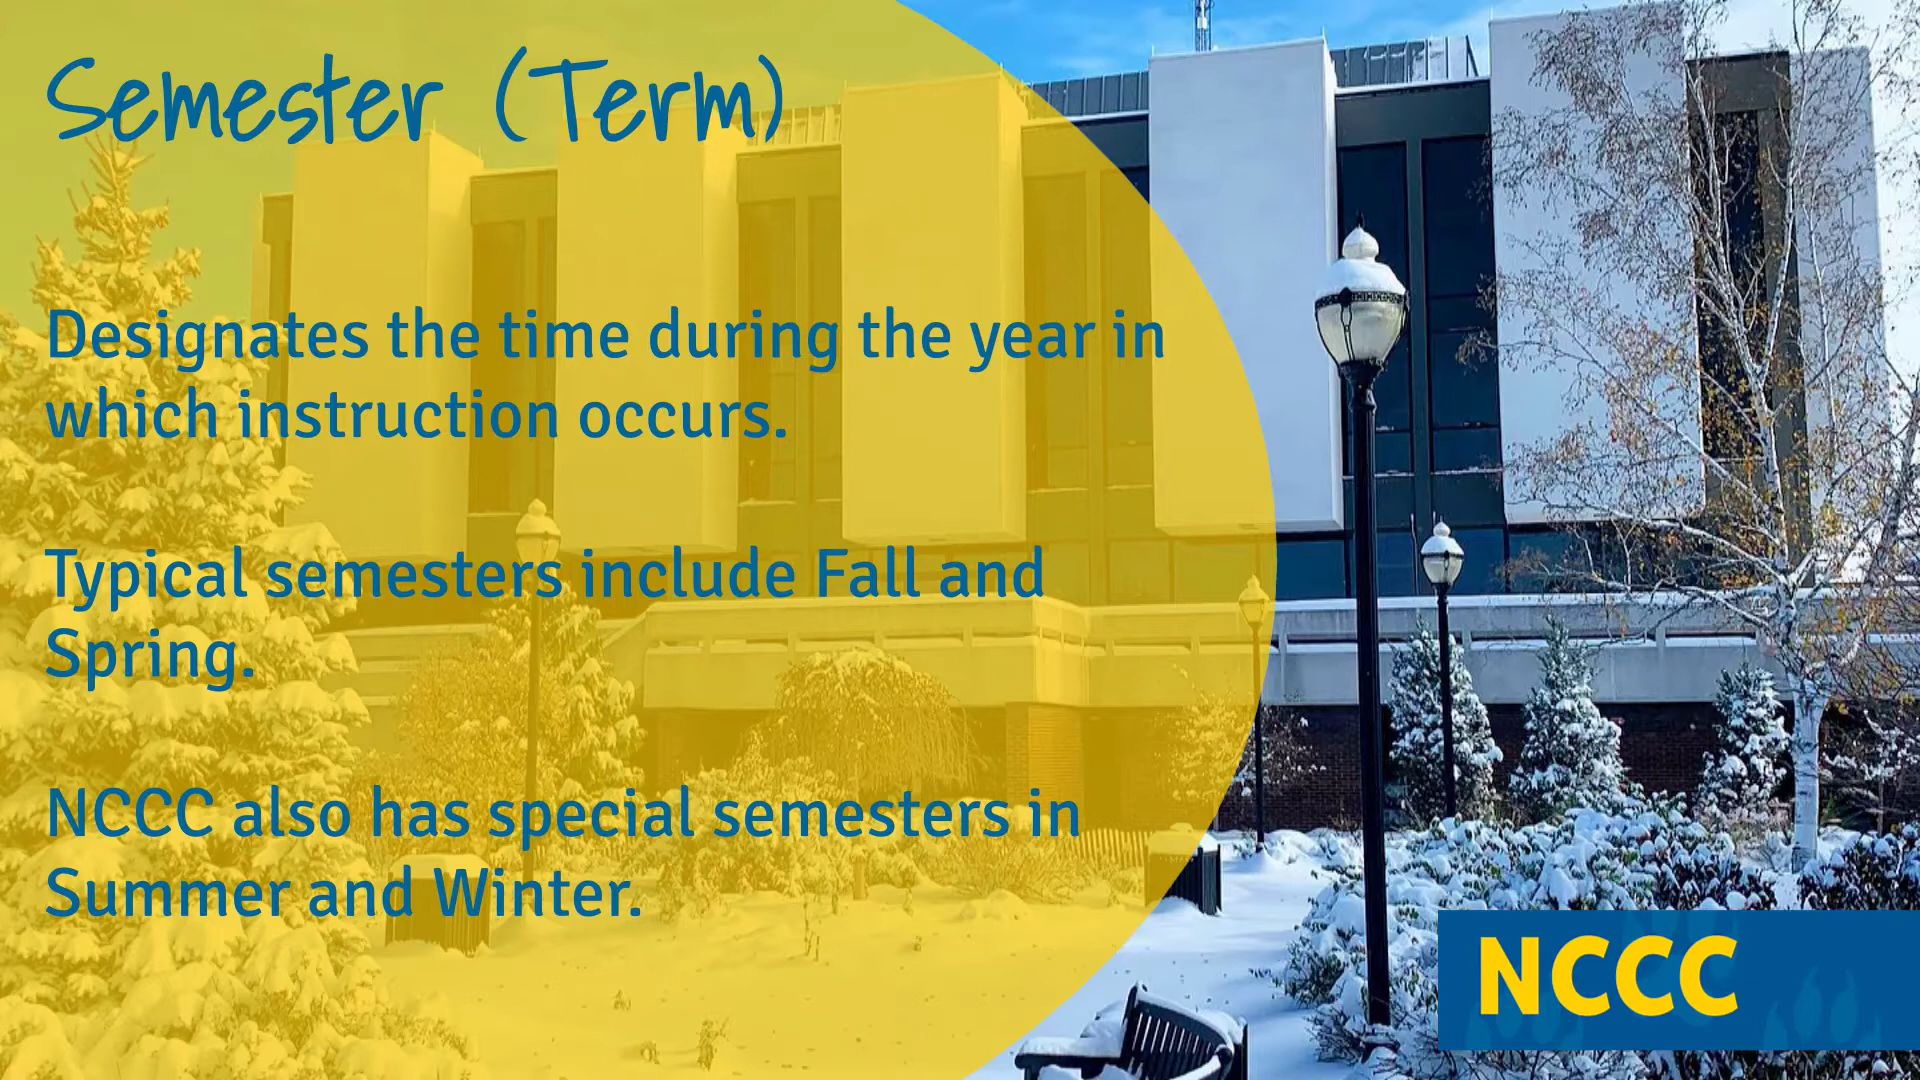 Semester (Term)
Designates the time during the year in
which instruction occurs.
Typical semesters include Fall and
Spring.
NCCC also has special semesters in
Summer and Winter.
NCCC